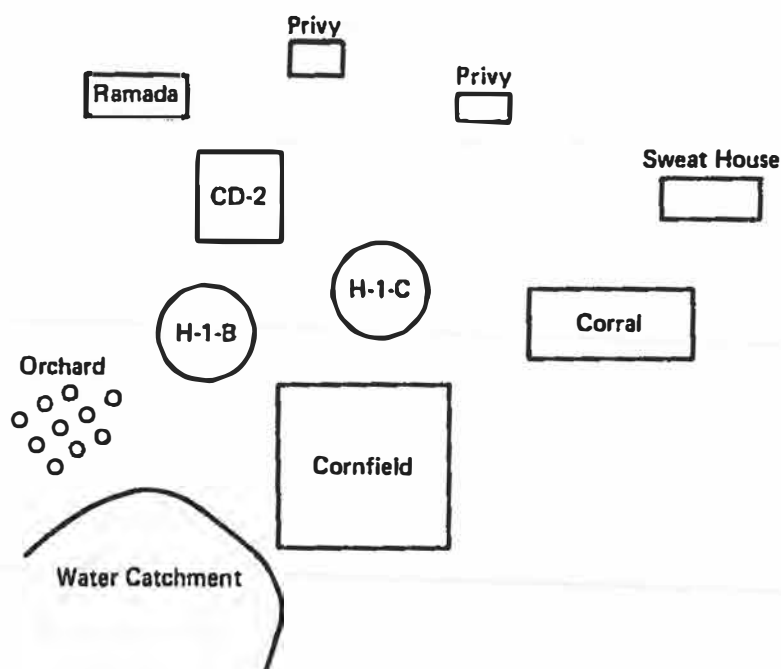 Privy
Ramada
Privy
Sweat House
CD-2
H-1-C
H-1-B
Corral
Orchard
Cornfield
Water Catchment